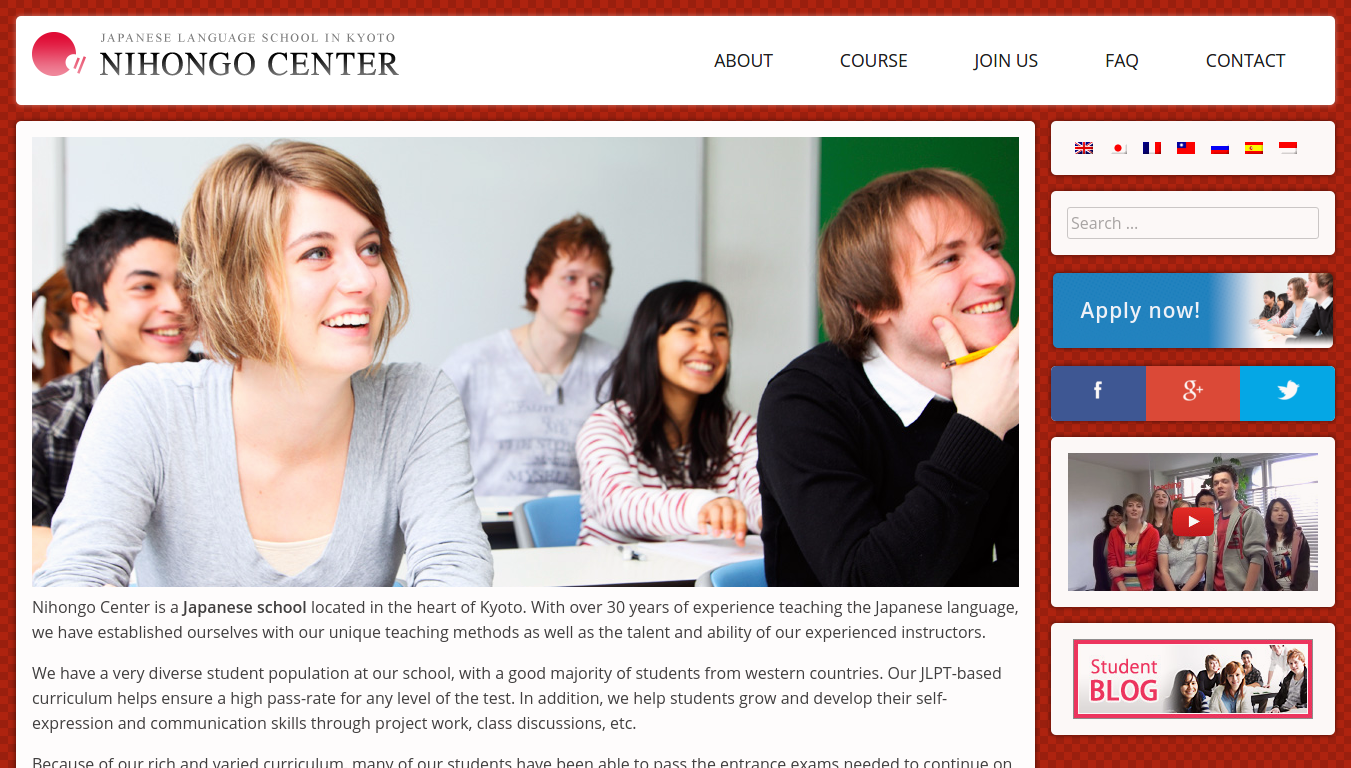 JAPANESE LANGUAGE SCHOOL IN KYOTO
NIHONGO CENTER
ABOUT
COURSE
JOIN US
FAQ
CONTACT
Search ...
Apply now!
f
g+
Student
BLOG
Nihongo Center is a Japanese school located in the heart of Kyoto. With over 30 years of experience teaching the Japanese language,
we have established ourselves with our unique teaching methods as well as the talent and ability of our experienced instructors.
We have a very diverse student population at our school, with a good majority of students from western countries. Our JLPT-based
curriculum helps ensure a high pass-rate for any level of the test. In addition, we help students grow and develop their self-
expression and communication skills through project work, class discussions, etc.
Because of our rich and varied curriculum, many of our students have been able to pass the entrance exams needed to continue on